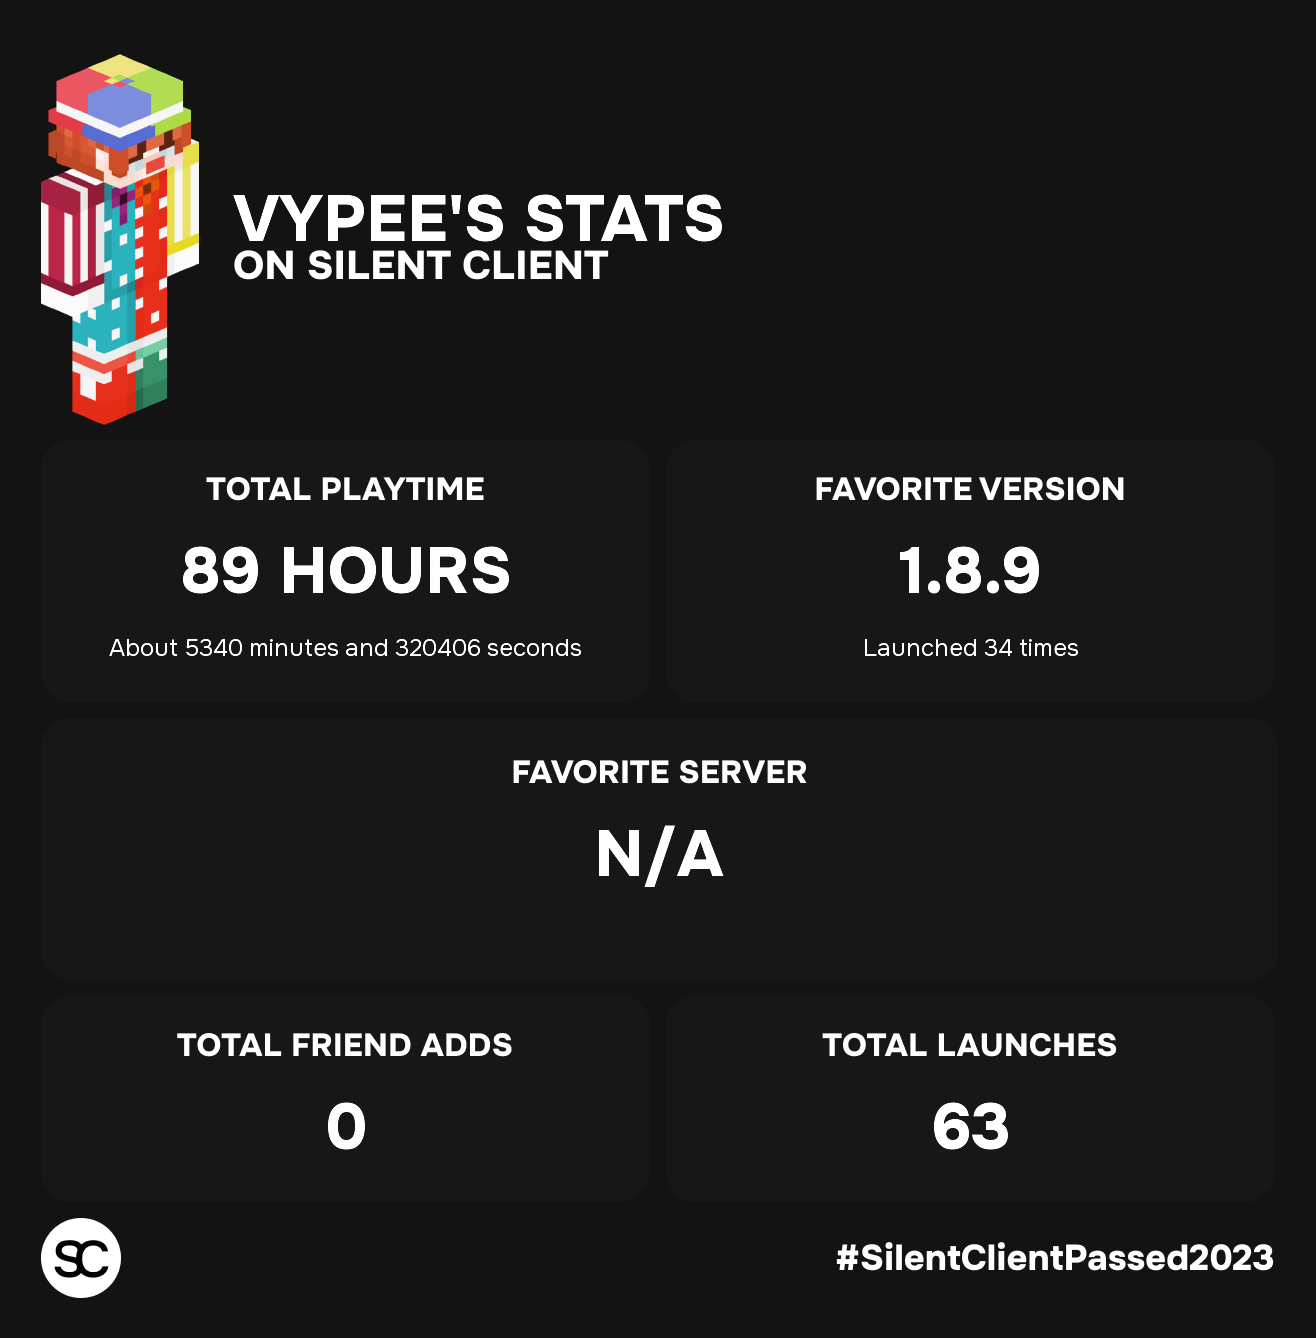 VYPEE'S STATS
ON SILENT CLIENT
TOTAL PLAYTIME
89 HOURS
About 5340 minutes and 320406 seconds
FAVORITE VERSION
1.8.9
Launched 34 times
FAVORITE SERVER
N/A
TOTAL FRIEND ADDS
0
TOTAL LAUNCHES
63
SC
#SilentClientPassed2023